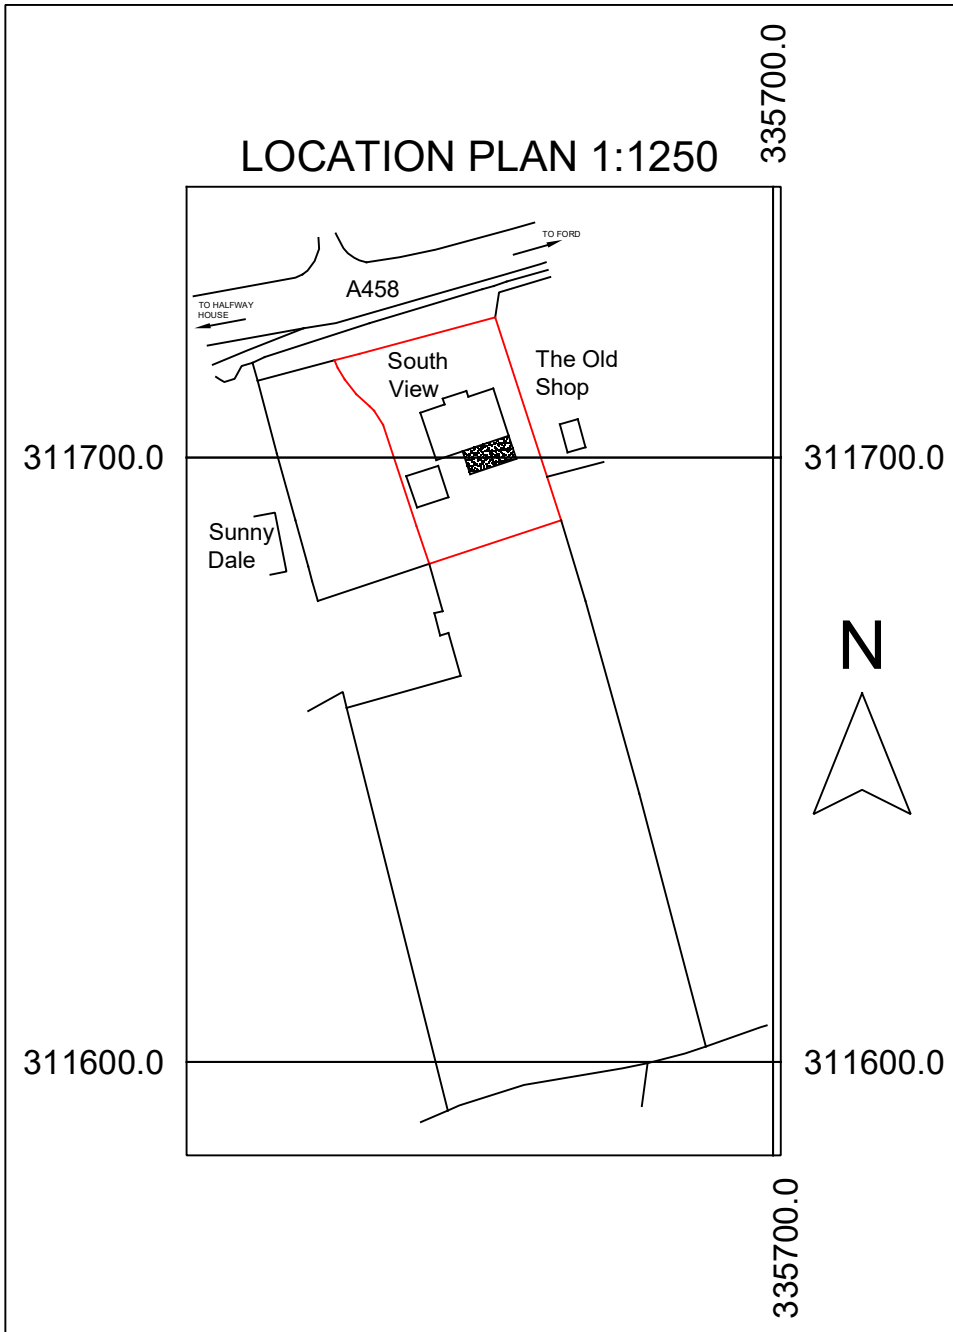 335700.0
LOCATION PLAN 1:1250
TO FORD
A458
TO HALFWAY
HOUSE
South
View
The Old
Shop
311700.0
311700.0
Sunny
Dale
N
311600.0
311600.0
335700.0